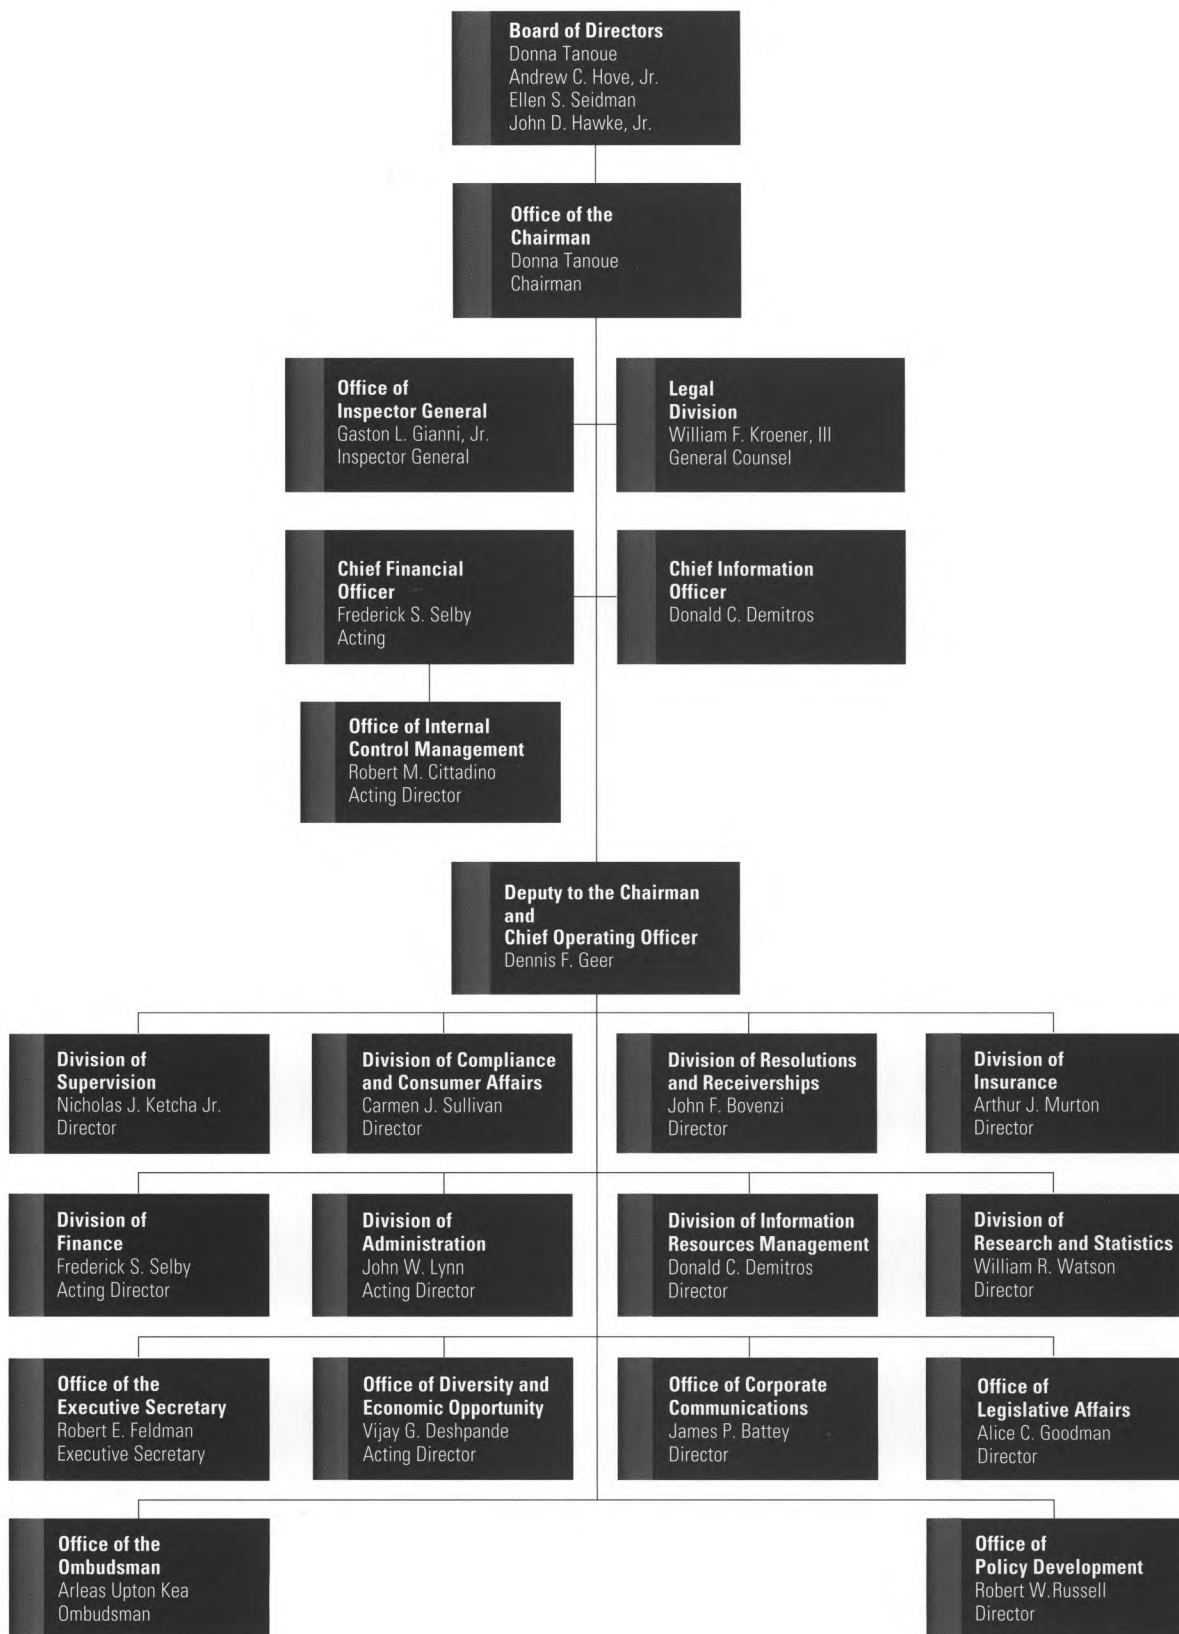 Board of Directors
Donna Tanoue
Andrew C. Hove, Jr.
Ellen S. Seidman
John D. Hawke, Jr.
Office of the
Chairman
Donna Tanoue
Chairman
Office of
Inspector General
Gaston L. Gianni, Jr.
Inspector General
Legal
Division
William F. Kroener, III
General Counsel
Chief Financial
Officer
Frederick S. Selby
Acting
Chief Information
Officer
Donald C. Demitros
Office of Internal
Control Management
Robert M. Cittadino
Acting Director
Deputy to the Chairman
and
Chief Operating Officer
Dennis F. Geer
Division of
Supervision
Nicholas J. Ketcha Jr.
Director
Division of Compliance
and Consumer Affairs
Carmen J. Sullivan
Director
Division of Resolutions
and Receiverships
John F. Bovenzi
Director
Division of
Insurance
Arthur J. Murton
Director
Division of
Finance
Frederick S. Selby
Acting Director
Division of
Administration
John W. Lynn
Acting Director
Division of Information
Resources Management
Donald C. Demitros
Director
Division of
Research and Statistics
William R. Watson
Director
Office of the
Executive Secretary
Robert E. Feldman
Executive Secretary
Office of Diversity and
Economic Opportunity
Vijay G. Deshpande
Acting Director
Office of Corporate
Communications
James P. Battey
Director
Office of
Legislative Affairs
Alice C. Goodman
Director
Office of the
Ombudsman
Arleas Upton Kea
Ombudsman
Office of
Policy Development
Robert W.Russell
Director